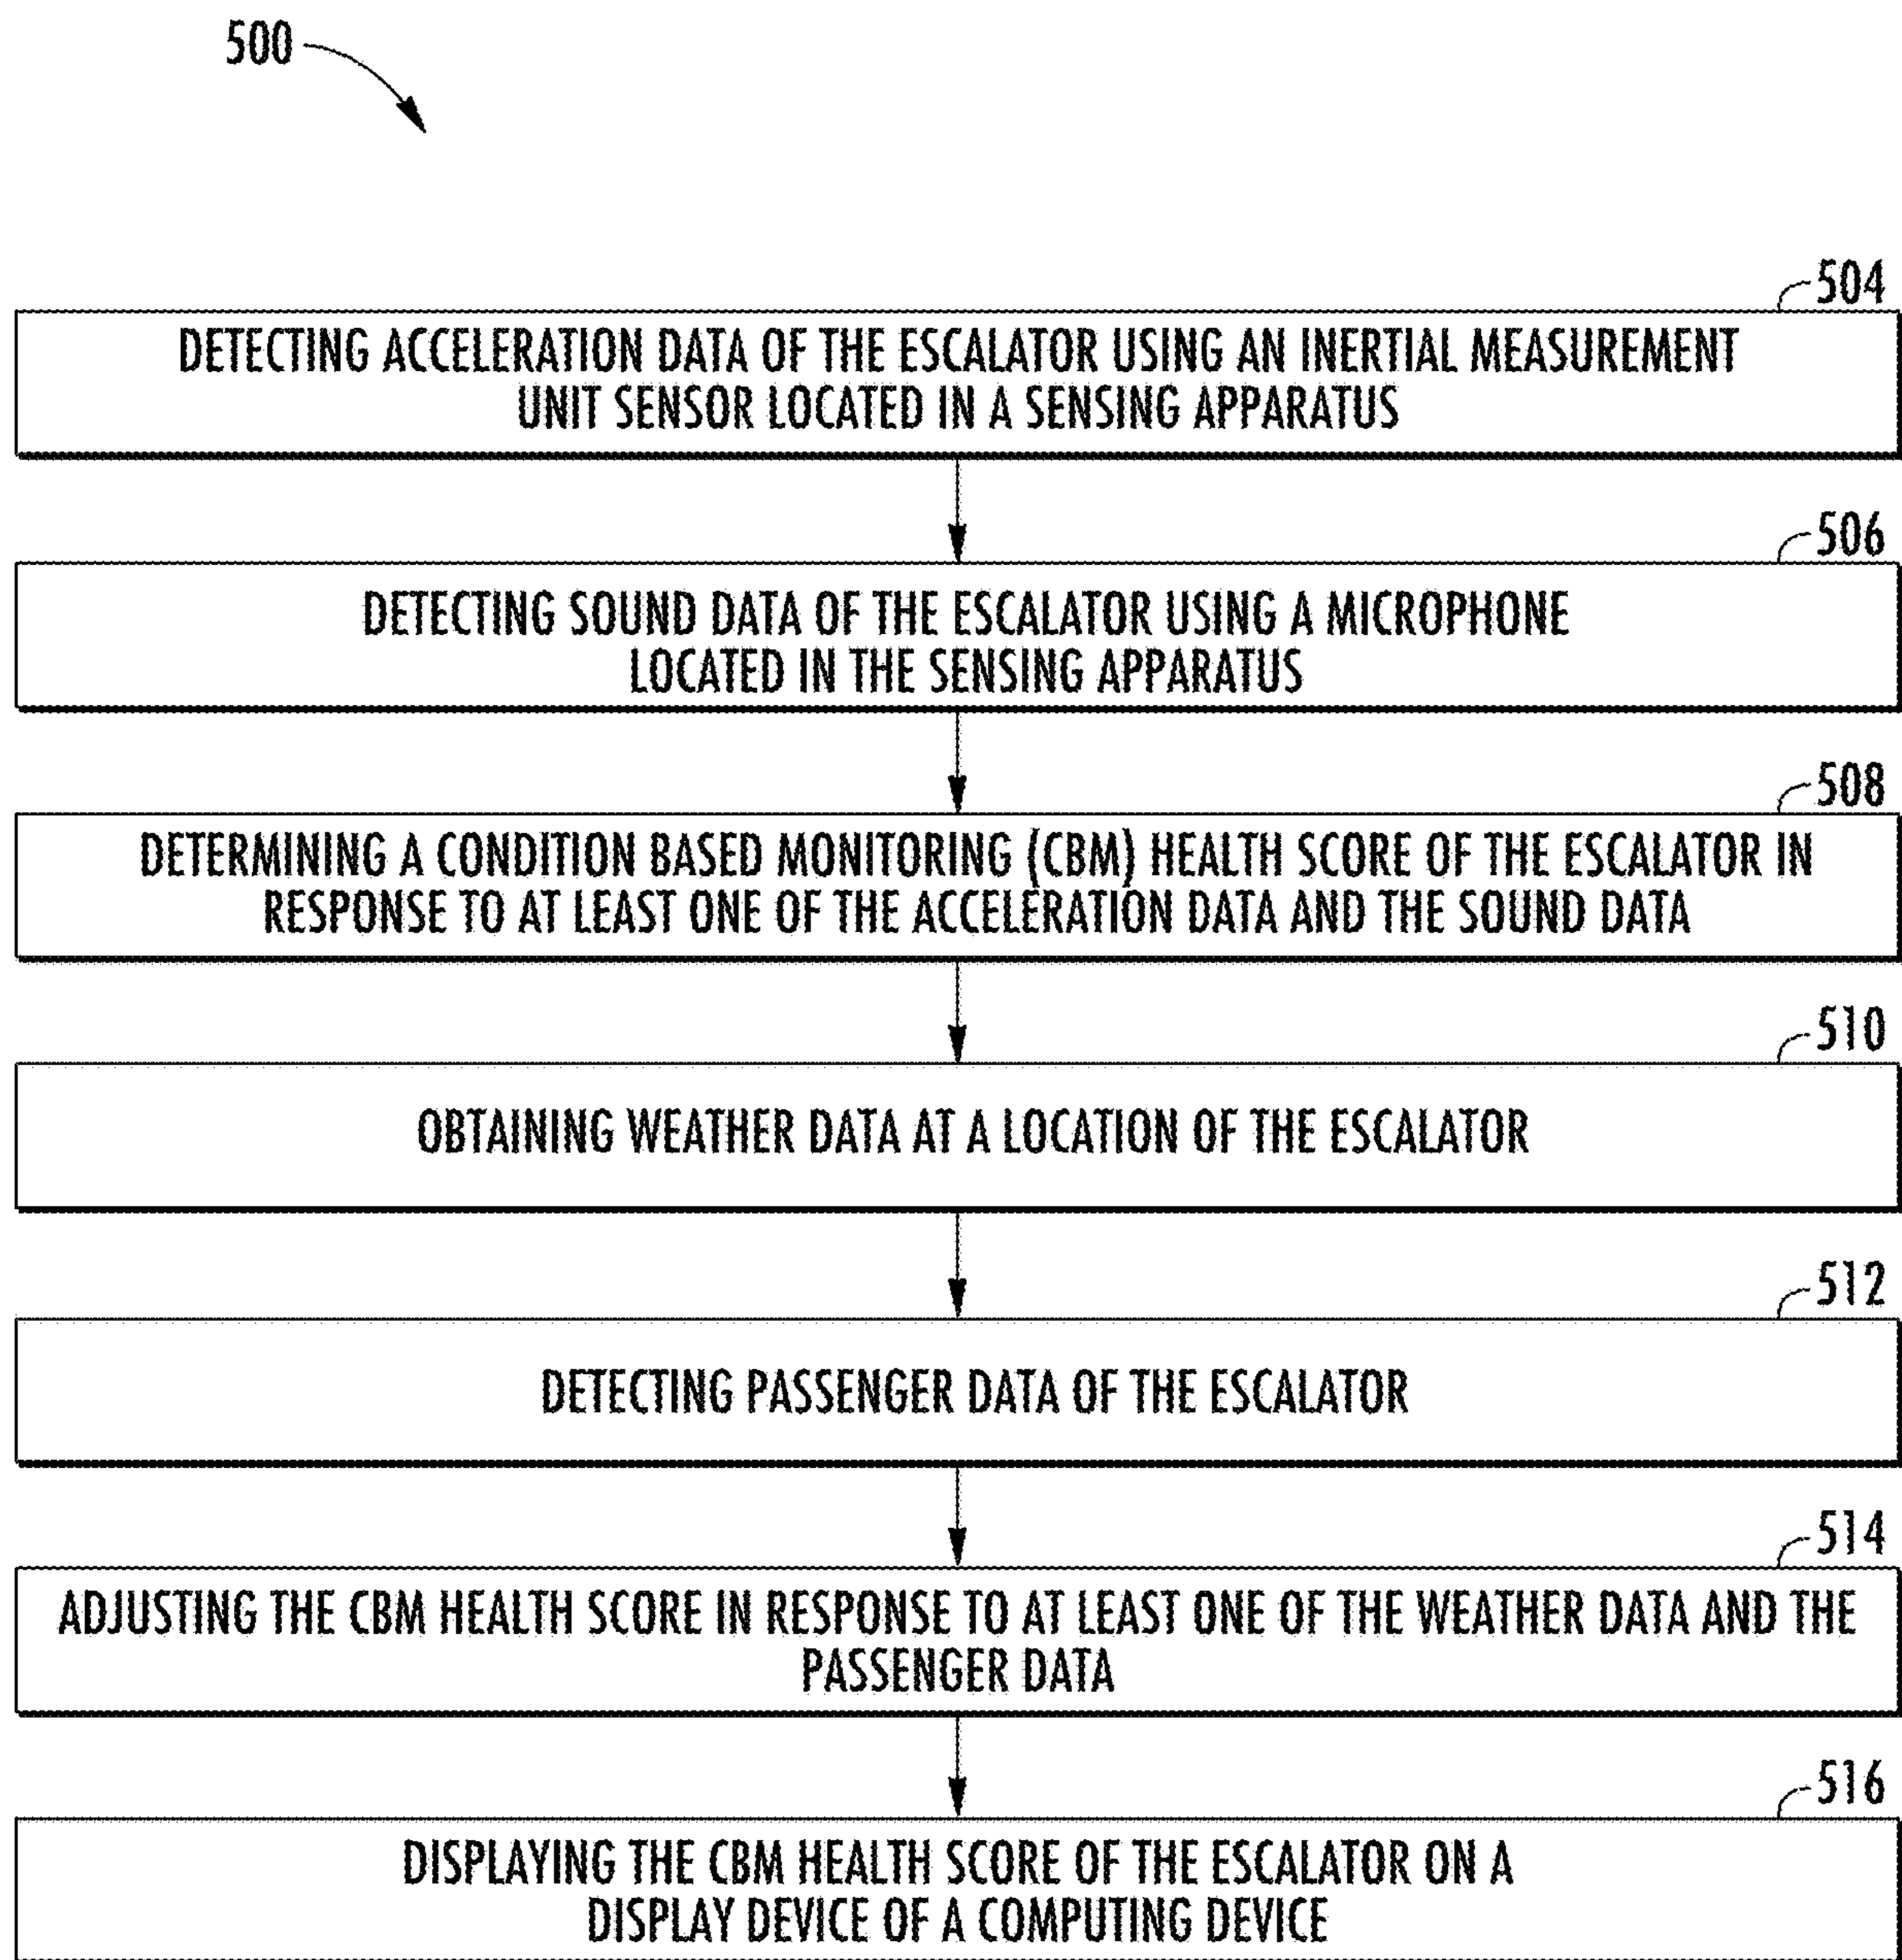 500
504
DETECTING ACCELERATION DATA OF THE ESCALATOR USING AN INERTIAL MEASUREMENT
UNIT SENSOR LOCATED IN A SENSING APPARATUS
506
DETECTING SOUND DATA OF THE ESCALATOR USING A MICROPHONE
LOCATED IN THE SENSING APPARATUS
508
DETERMINING A CONDITION BASED MONITORING (CBM) HEALTH SCORE OF THE ESCALATOR IN
RESPONSE TO AT LEAST ONE OF THE ACCELERATION DATA AND THE SOUND DATA
510
OBTAINING WEATHER DATA AT A LOCATION OF THE ESCALATOR
512
DETECTING PASSENGER DATA OF THE ESCALATOR
514
ADJUSTING THE CBM HEALTH SCORE IN RESPONSE TO AT LEAST ONE OF THE WEATHER DATA AND THE
PASSENGER DATA
516
DISPLAYING THE CBM HEALTH SCORE OF THE ESCALATOR ON A
DISPLAY DEVICE OF A COMPUTING DEVICE